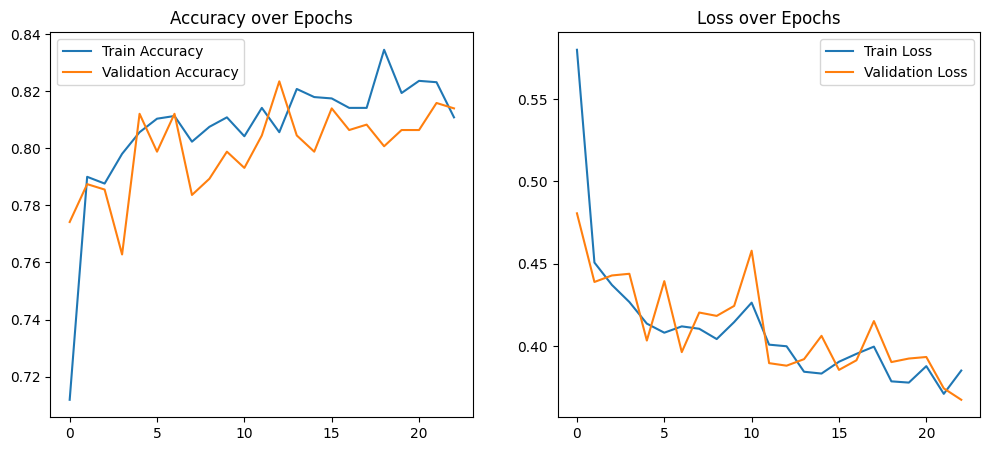 Accuracy over Epochs
Train Accuracy
Validation Accuracy
0.84
0.82
0.80
0.78
0.76
0.74
0.72
0 5 10 15 20
Loss over Epochs
Train Loss
Validation Loss
0.55
0.50
0.45
0.40
0 5 10 15 20